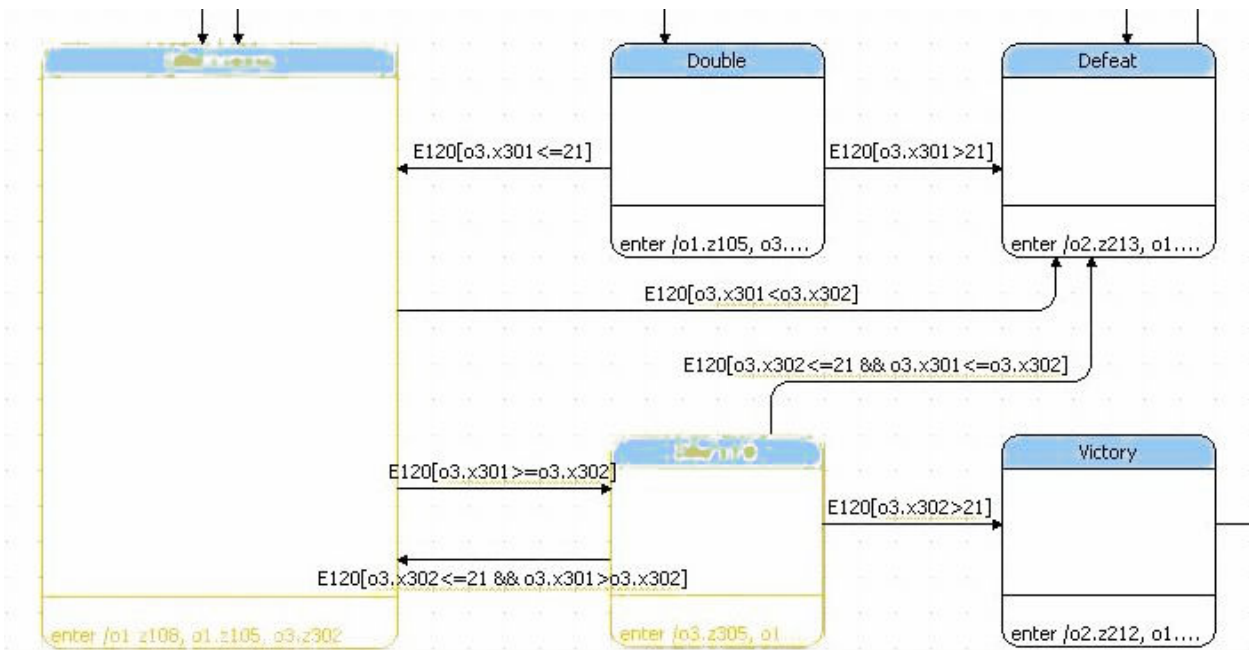 Double
Defeat
E120[o3.x301<=21]
E120[o3.x301>21]
enter /o1.z105, o3....
enter /o2.z213, o1....
E120[o3.x301<o3.x302]
E120[o3.x302<=21 && o3.x301<=o3.x302]
Victory
E120[o3.x301>=o3.x302]
E120[o3.x302>21]
E120[o3.x302<=21 && o3.x301>o3.x302]
enter /o1.z108, o1.z105, o3.z302
enter /o3.z305, o1....
enter /o2.z212, o1....